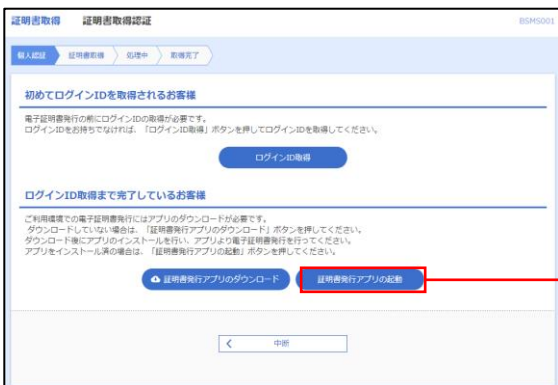 証明書取得 証明書取得認証
BSMS001
個人認証 証明書取得 処理中 取得完了
初めてログインIDを取得されるお客様
電子証明書発行の前にログインIDの取得が必要です。
ログインIDをお持ちでなければ、「ログインID取得」ボタンを押してログインIDを取得してください。
ログインID取得
ログインID取得まで完了しているお客様
ご利用環境での電子証明書発行にはアプリのダウンロードが必要です。
ダウンロードしていない場合は、「証明書発行アプリのダウンロード」ボタンを押してください。
ダウンロード後にアプリのインストールを行い、アプリより電子証明書発行を行ってください。
アプリをインストール済の場合は、「証明書発行アプリの起動」ボタンを押してください。
証明書発行アプリのダウンロード 証明書発行アプリの起動
中断